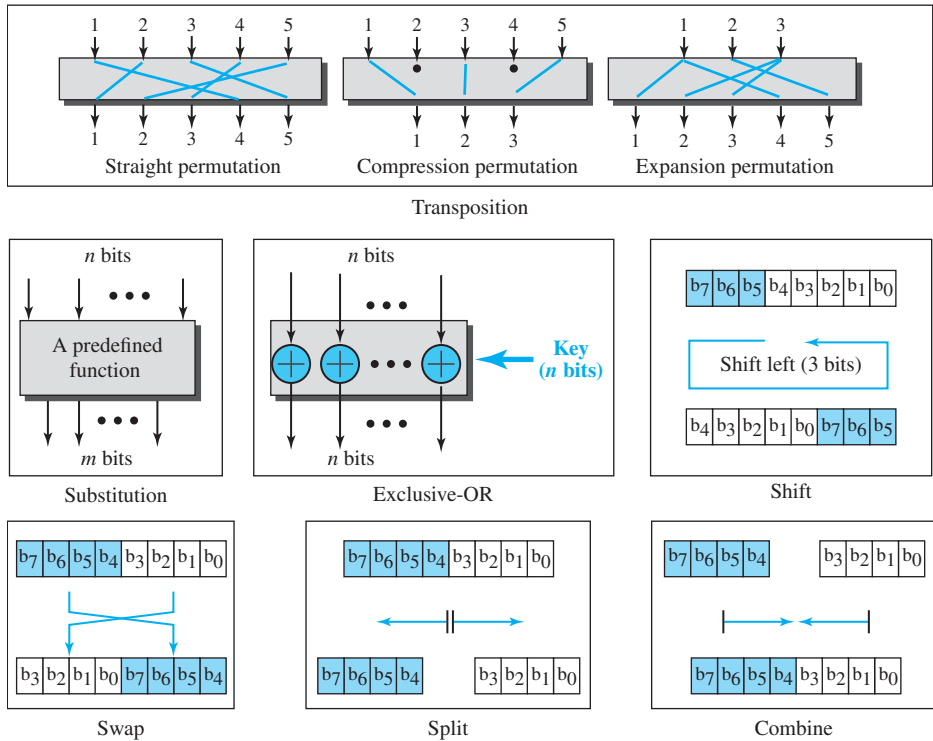 1 2 3 4 5 1 2 3 4 5 1 2 3
1 2 3 4 5 1 2 3 1 2 3 4 5
Straight permutation Compression permutation Expansion permutation
Transposition
n bits
A predefined
function
m bits
Substitution
n bits
Key
(n bits)
n bits
Exclusive-OR
b7 b6 b5 b4 b3 b2 b1 b0
Shift left (3 bits)
b4 b3 b2 b1 b0 b7 b6 b5
Shift
b7 b6 b5 b4 b3 b2 b1 b0
b3 b2 b1 b0 b7 b6 b5 b4
Swap
b7 b6 b5 b4 b3 b2 b1 b0
b7 b6 b5 b4 b3 b2 b1 b0
Split
b7 b6 b5 b4 b3 b2 b1 b0
b7 b6 b5 b4 b3 b2 b1 b0
Combine